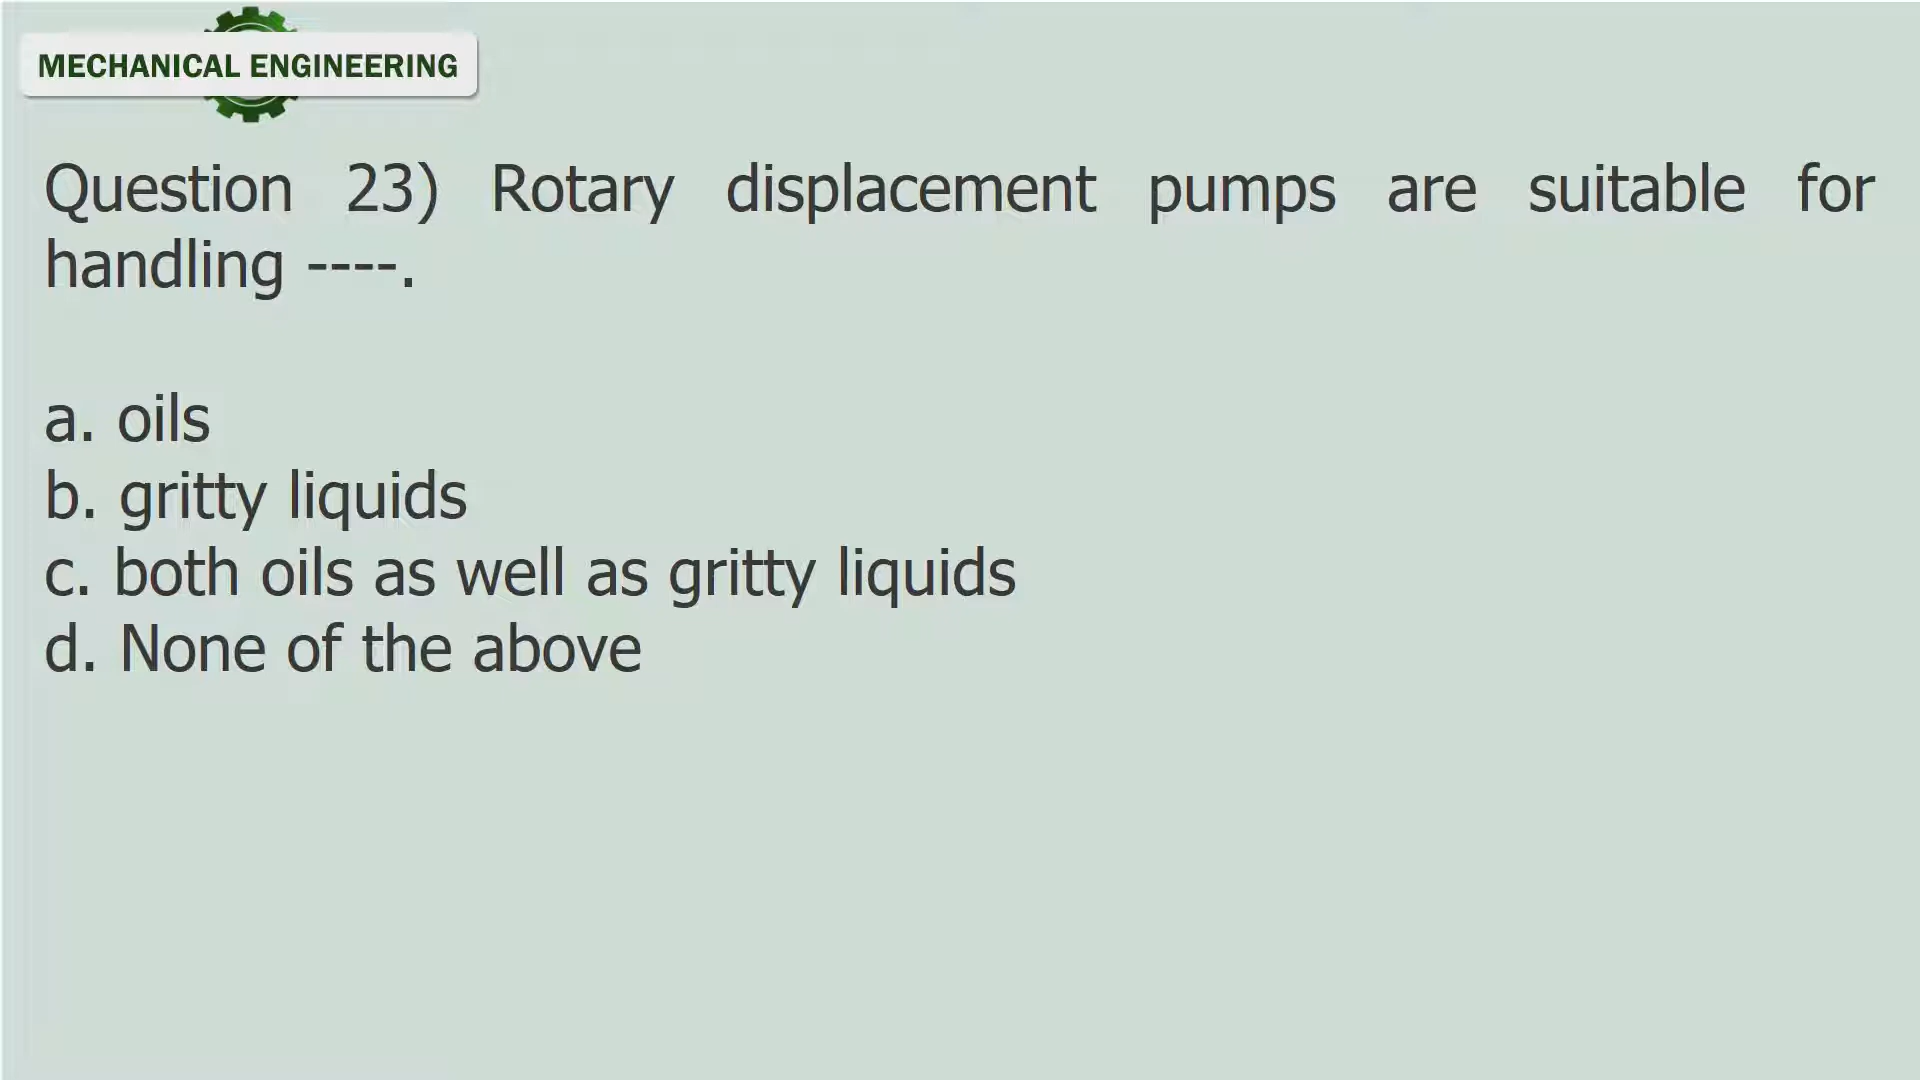 MECHANICAL ENGINEERING
Question 23) Rotary displacement pumps are suitable for
handling ----.
a. oils
b. gritty liquids
c. both oils as well as gritty liquids
d. None of the above